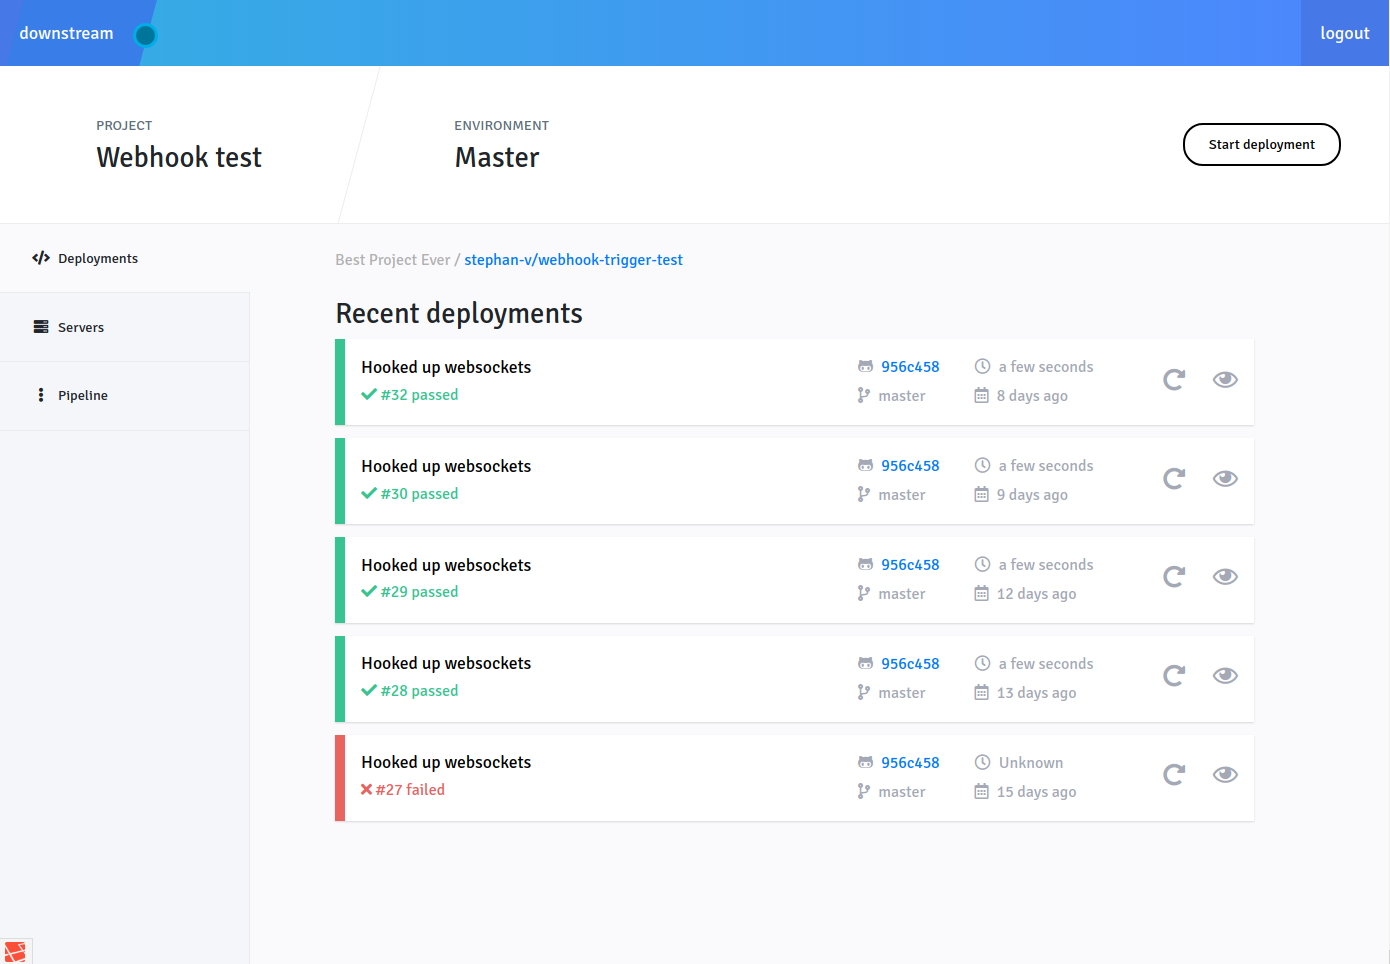 downstream
logout
PROJECT
Webhook test
ENVIRONMENT
Master
Start deployment
Deployments
Servers
Pipeline
Best Project Ever / stephan-v/webhook-trigger-test
Recent deployments
Hooked up websockets
#32 passed
956c458
a few seconds
master
8 days ago
Hooked up websockets
#30 passed
956c458
a few seconds
master
9 days ago
Hooked up websockets
#29 passed
956c458
a few seconds
master
12 days ago
Hooked up websockets
#28 passed
956c458
a few seconds
master
13 days ago
Hooked up websockets
#27 failed
956c458
Unknown
master
15 days ago